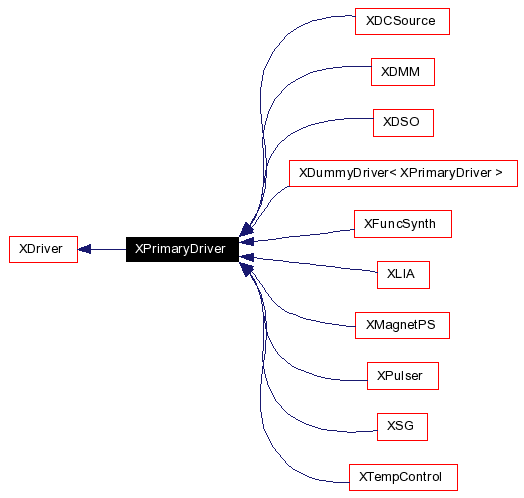 XDCSource
XDMM
XDSO
XDummyDriver< XPrimaryDriver >
XFuncSynth
XDriver
XPrimaryDriver
XLIA
XMagnetPS
XPulser
XSG
XTempControl